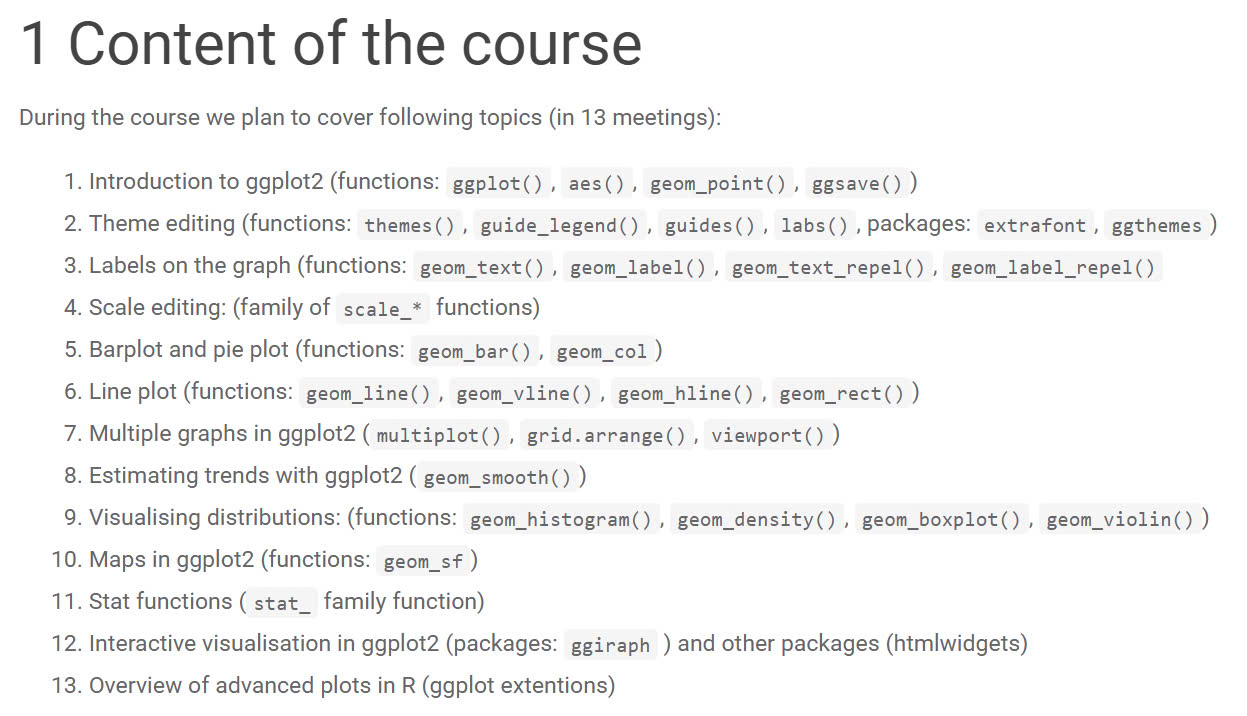 1 Content of the course
During the course we plan to cover following topics (in 13 meetings):
1. Introduction to ggplot2 (functions: ggplot(), aes(), geom_point(), ggsave())
2. Theme editing (functions: themes(), guide_legend(), guides(), labs(), packages: extrafont, ggthemes)
3. Labels on the graph (functions: geom_text(), geom_label(), geom_text_repel(), geom_label_repel()
4. Scale editing: (family of scale_* functions)
5. Barplot and pie plot (functions: geom_bar(), geom_col)
6. Line plot (functions: geom_line(), geom_vline(), geom_hline(), geom_rect())
7. Multiple graphs in ggplot2 (multiplot(), grid.arrange(), viewport())
8. Estimating trends with ggplot2 (geom_smooth())
9. Visualising distributions: (functions: geom_histogram(), geom_density(), geom_boxplot(), geom_violin())
10. Maps in ggplot2 (functions: geom_sf)
11. Stat functions (stat_ family function)
12. Interactive visualisation in ggplot2 (packages: ggiraph) and other packages (htmlwidgets)
13. Overview of advanced plots in R (ggplot extentions)